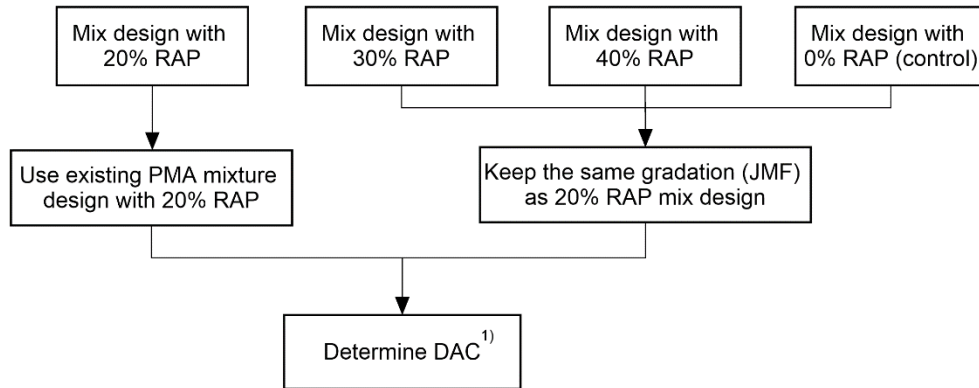 Mix design with
20% RAP
Mix design with
30% RAP
Mix design with
40% RAP
Mix design with
0% RAP (control)
Use existing PMA mixture
design with 20% RAP
Keep the same gradation (JMF)
as 20% RAP mix design
Determine DAC 1)